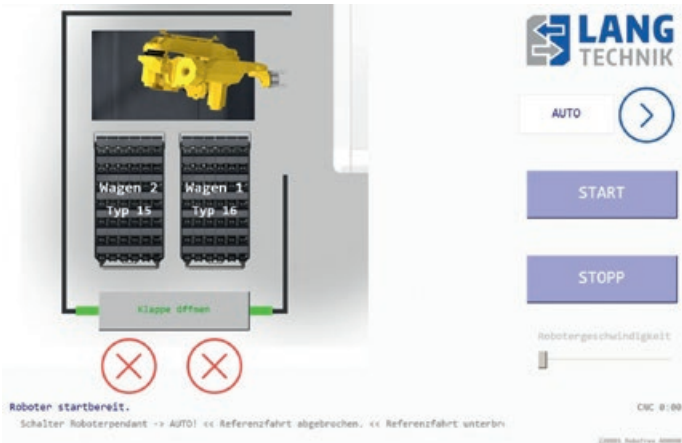 LANG
TECHNIK
AUTO
Wagen 2
Typ 15
Wagen 1
Typ 16
START
STOPP
Klappe öffnen
Robotergeschwindigkeit
Roboter startbereit.
CNC 0:00
Schalter Roboterpendant -> AUTO! << Referenzfahrt abgebrochen. << Referenzfahrt unterbr